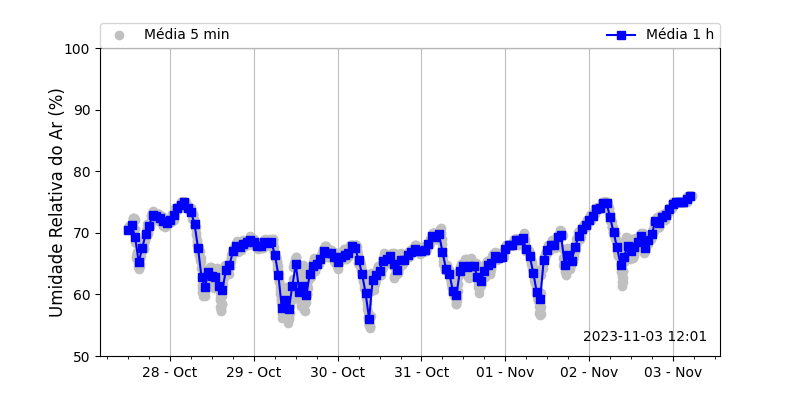 Média 5 min
Média 1 h
Umidade Relativa do Ar (%)
100
90
80
70
60
50
2023-11-03 12:01
28 - Oct
29 - Oct
30 - Oct
31 - Oct
01 - Nov
02 - Nov
03 - Nov